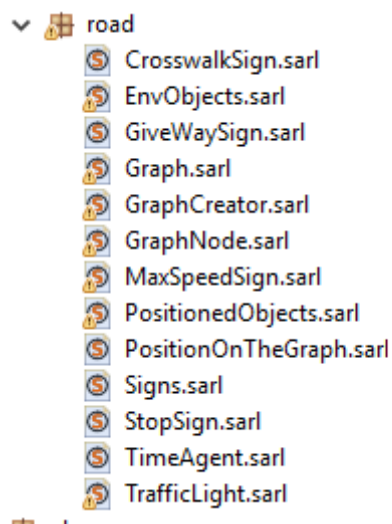 road
CrosswalkSign.sarl
EnvObjects.sarl
GiveWaySign.sarl
Graph.sarl
GraphCreator.sarl
GraphNode.sarl
MaxSpeedSign.sarl
PositionedObjects.sarl
PositionOnTheGraph.sarl
Signs.sarl
StopSign.sarl
TimeAgent.sarl
TrafficLight.sarl